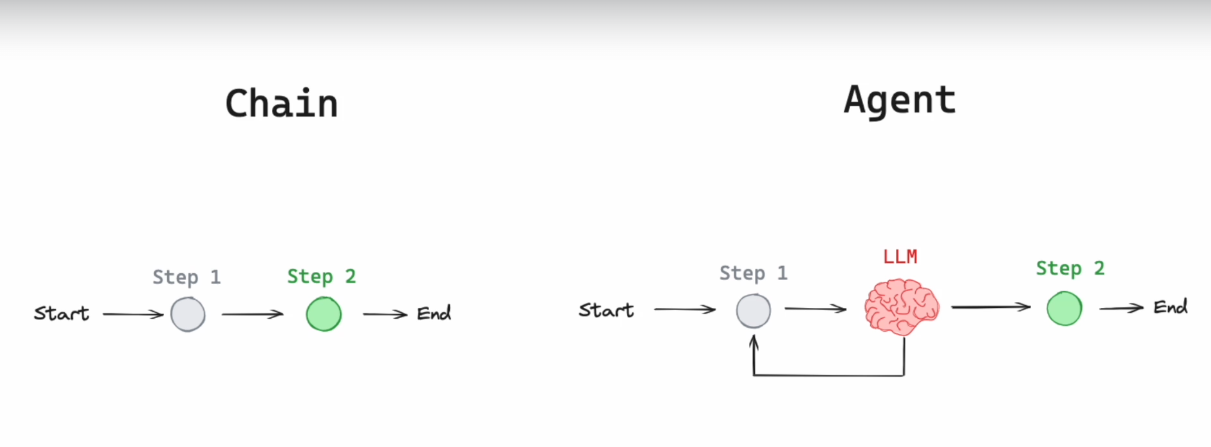 Chain
Step 1
Step 2
Start
End
Agent
LLM
Step 1
Step 2
Start
End